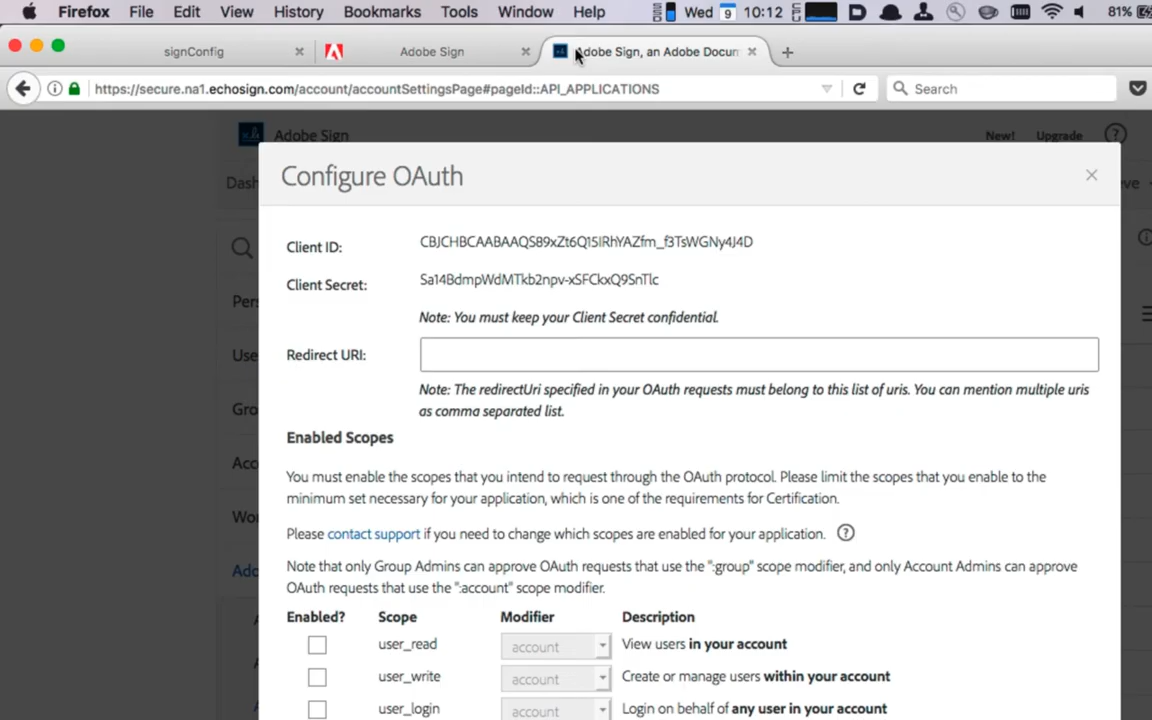 Firefox File Edit View History Bookmarks Tools Window Help Wed 9 10:12 81%
signConfig Adobe Sign Adobe Sign, an Adobe Docum
https://secure.na1.echosign.com/account/accountSettingsPage#pageId::API_APPLICATIONS Search
Adobe Sign New! Upgrade
Configure OAuth
Client ID: CBJCHBCAABAAQS89xZt6Q15IRhYAZfm_f3TsWGNy4J4D
Client Secret: Sa14BdmpWdMTkb2npv-xSFCkxQ9SnTlc
Note: You must keep your Client Secret confidential.
Redirect URI:
Note: The redirectUri specified in your OAuth requests must belong to this list of uris. You can mention multiple uris
as comma separated list.
Enabled Scopes
You must enable the scopes that you intend to request through the OAuth protocol. Please limit the scopes that you enable to the
minimum set necessary for your application, which is one of the requirements for Certification.
Please contact support if you need to change which scopes are enabled for your application.
Note that only Group Admins can approve OAuth requests that use the ":group" scope modifier, and only Account Admins can approve
OAuth requests that use the ":account" scope modifier.
Enabled? Scope Modifier Description
user_read account View users in your account
user_write account Create or manage users within your account
user_login account Login on behalf of any user in your account